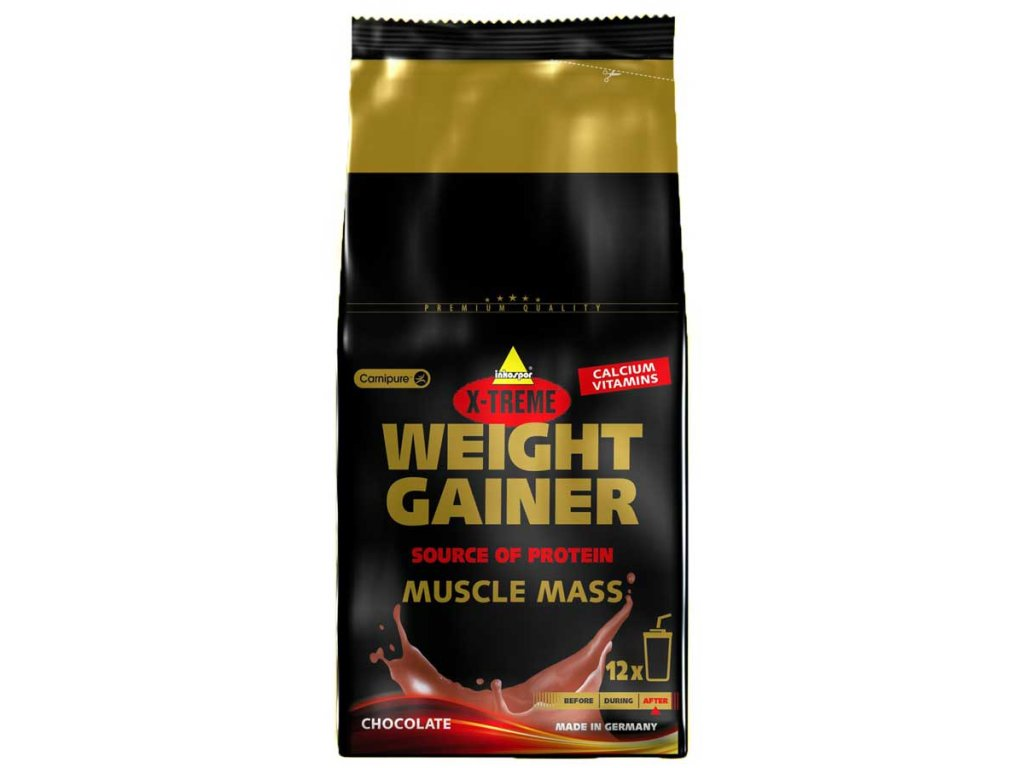 PREMIUM QUALITY
inkospor®
Carnipure
CALCIUM
VITAMINS
X-TREME
WEIGHT
GAINER
SOURCE OF PROTEIN
MUSCLE MASS
12x
BEFORE DURING AFTER
CHOCOLATE
MADE IN GERMANY